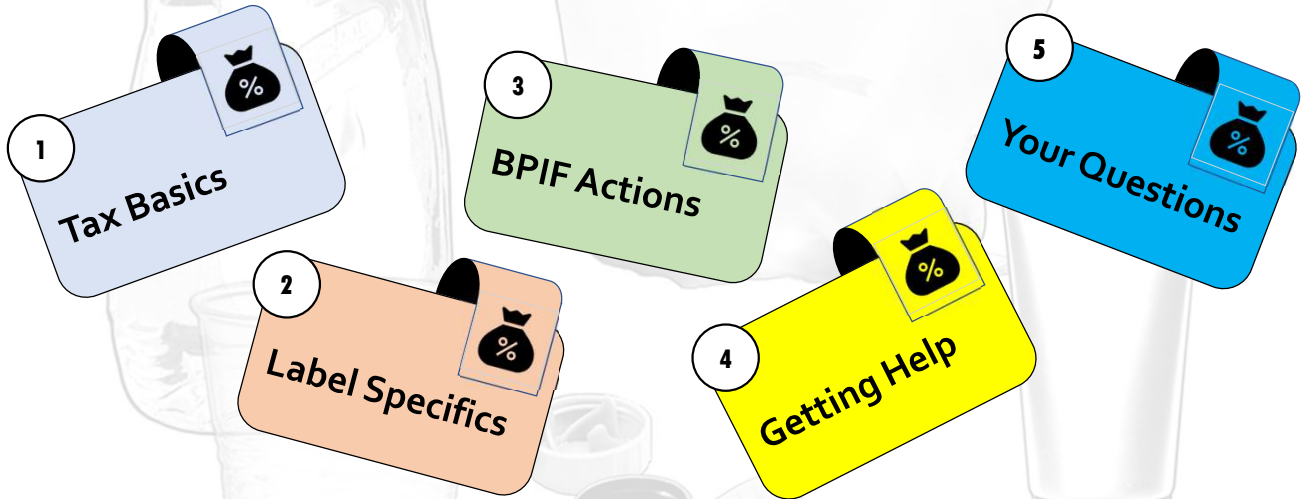 1
Tax Basics
%
2
Label Specifics
%
3
BPIF Actions
%
4
Getting Help
%
5
Your Questions
%